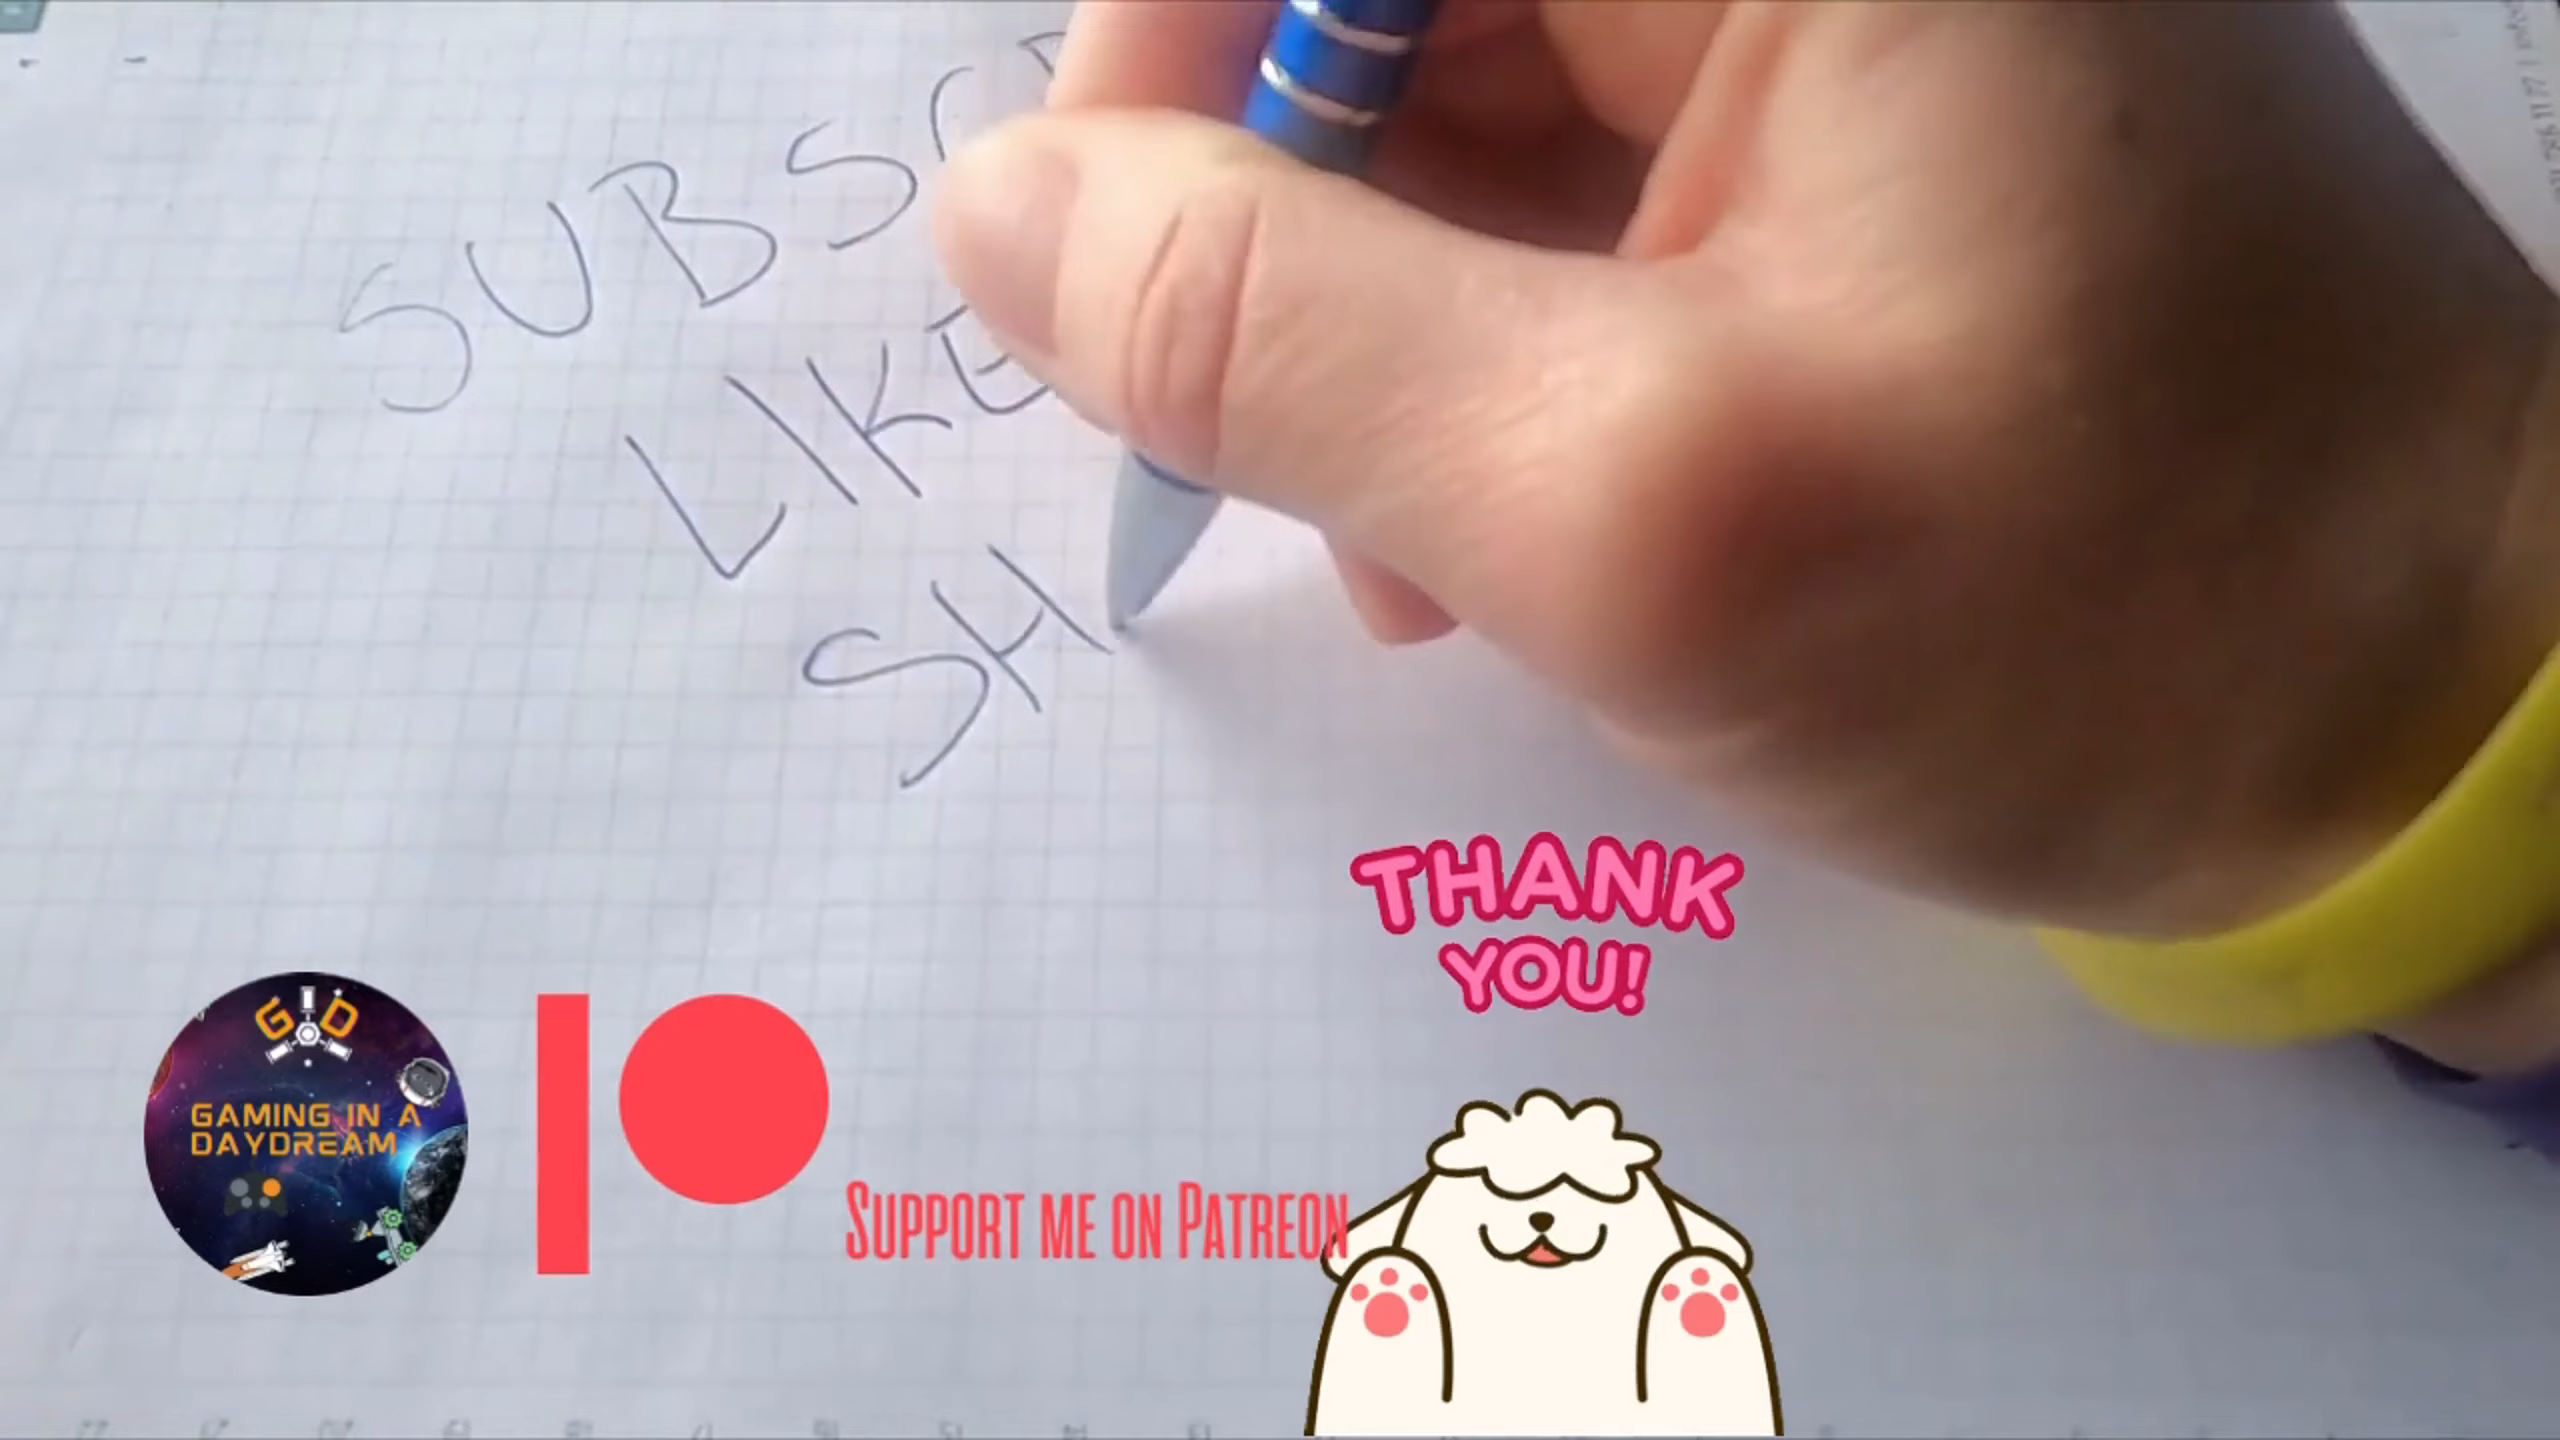 SUBSC
LIKE
SH
THANK
YOU!
G D
GAMING IN A
DAYDREAM
SUPPORT ME ON PATREON